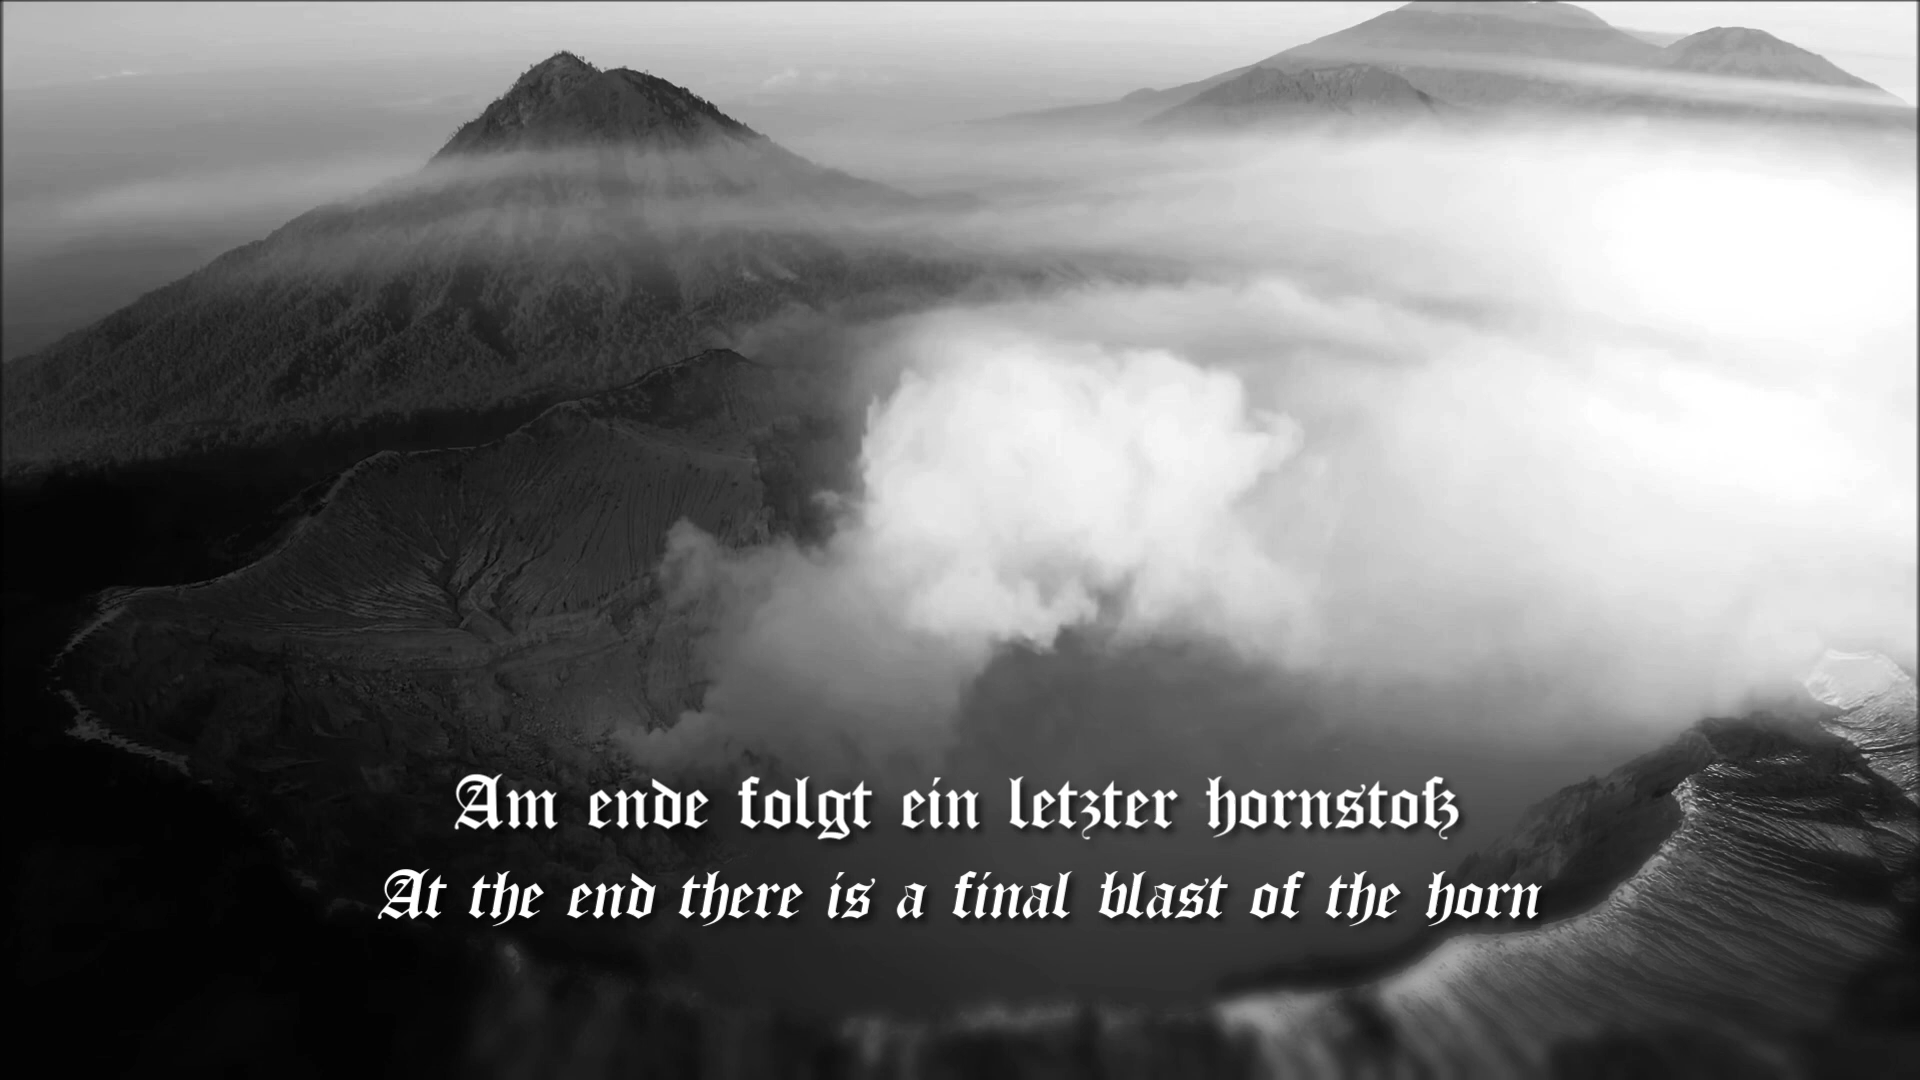 Am ende folgt ein letzter hornstoß
At the end there is a final blast of the horn